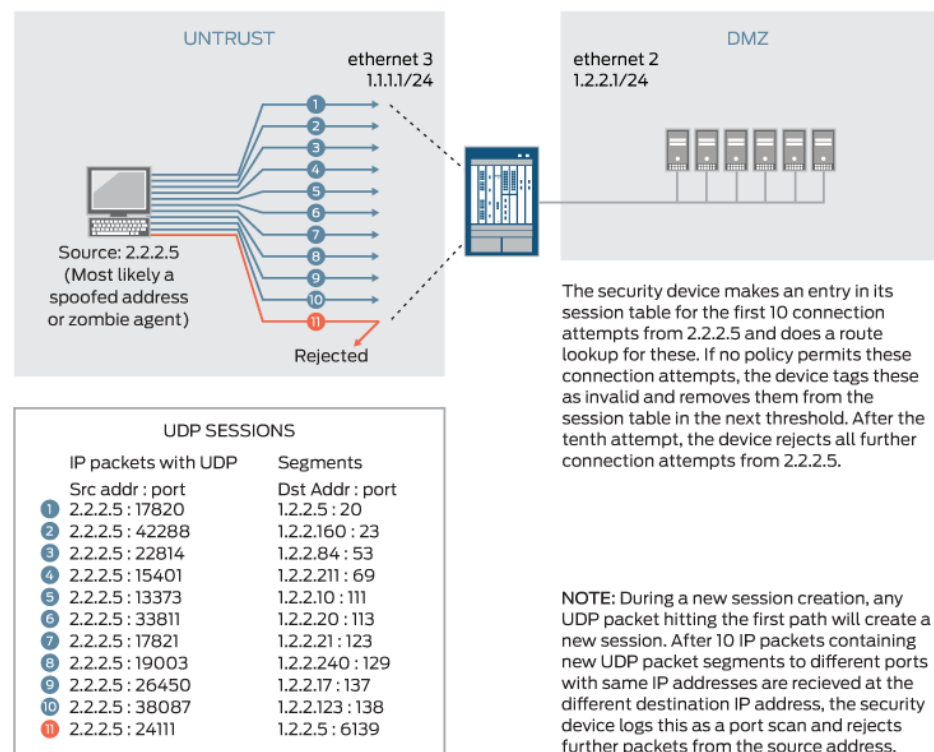 UNTRUST
ethernet 3
1.1.1.1/24
DMZ
ethernet 2
1.2.2.1/24
1
2
3
4
5
6
7
8
9
10
11
Source: 2.2.2.5
(Most likely a
spoofed address
or zombie agent)
Rejected
The security device makes an entry in its
session table for the first 10 connection
attempts from 2.2.2.5 and does a route
lookup for these. If no policy permits these
connection attempts, the device tags these
as invalid and removes them from the
session table in the next threshold. After the
tenth attempt, the device rejects all further
connection attempts from 2.2.2.5.
UDP SESSIONS
IP packets with UDP Segments
Src addr : port Dst Addr : port
1 2.2.2.5 : 17820 1.2.2.5 : 20
2 2.2.2.5 : 42288 1.2.2.160 : 23
3 2.2.2.5 : 22814 1.2.2.84 : 53
4 2.2.2.5 : 15401 1.2.2.211 : 69
5 2.2.2.5 : 13373 1.2.2.10 : 111
6 2.2.2.5 : 33811 1.2.2.20 : 113
7 2.2.2.5 : 17821 1.2.2.21 : 123
8 2.2.2.5 : 19003 1.2.2.240 : 129
9 2.2.2.5 : 26450 1.2.2.17 : 137
10 2.2.2.5 : 38087 1.2.2.123 : 138
11 2.2.2.5 : 24111 1.2.2.5 : 6139
NOTE: During a new session creation, any
UDP packet hitting the first path will create a
new session. After 10 IP packets containing
new UDP packet segments to different ports
with same IP addresses are recieved at the
different destination IP address, the security
device logs this as a port scan and rejects
further packets from the source address.